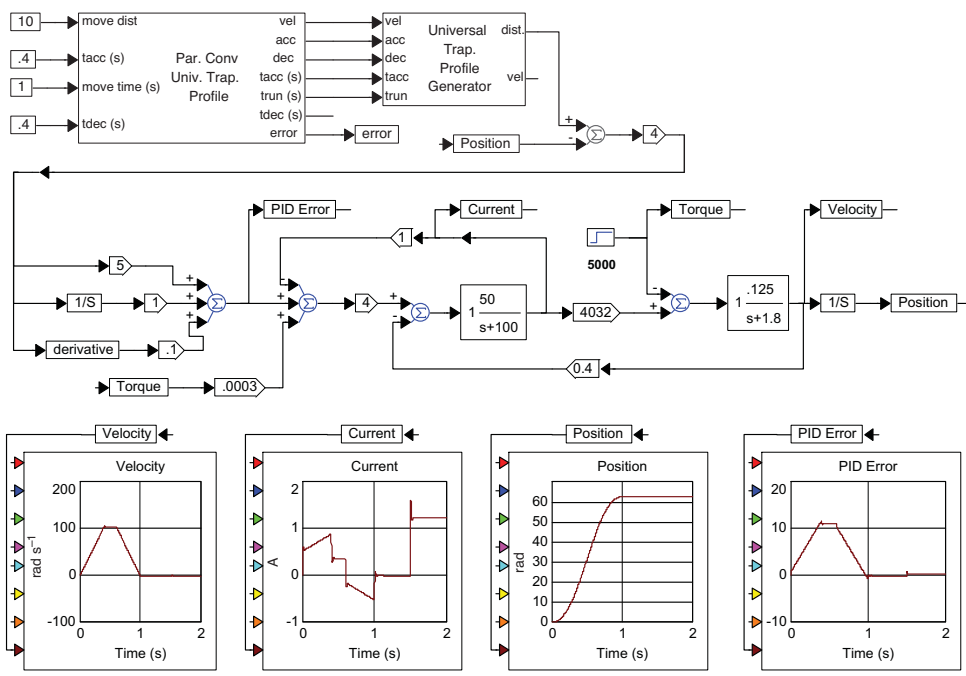 10
.4
1
.4
move dist
tacc (s)
move time (s)
tdec (s)
Par. Conv
Univ. Trap.
Profile
vel
acc
dec
tacc (s)
trun (s)
tdec (s)
error
error
vel
acc
dec
tacc
trun
Universal
Trap.
Profile
Generator
dist.
vel
+
-
Σ
Position
4
PID Error
Current
Torque
Velocity
1
5000
5
1/S
1
derivative
.1
+
+
+
Σ
-
+
+
Σ
4
+
-
Σ
1
50
s+100
4032
-
+
Σ
1
.125
s+1.8
1/S
Position
0.4
Torque
.0003
Velocity
Current
Position
PID Error
Velocity
200
100
0
-100
rad s⁻¹
0 1 2
Time (s)
Current
2
1
0
-1
A
0 1 2
Time (s)
Position
60
50
40
30
20
10
0
rad
0 1 2
Time (s)
PID Error
20
10
0
-10
0 1 2
Time (s)